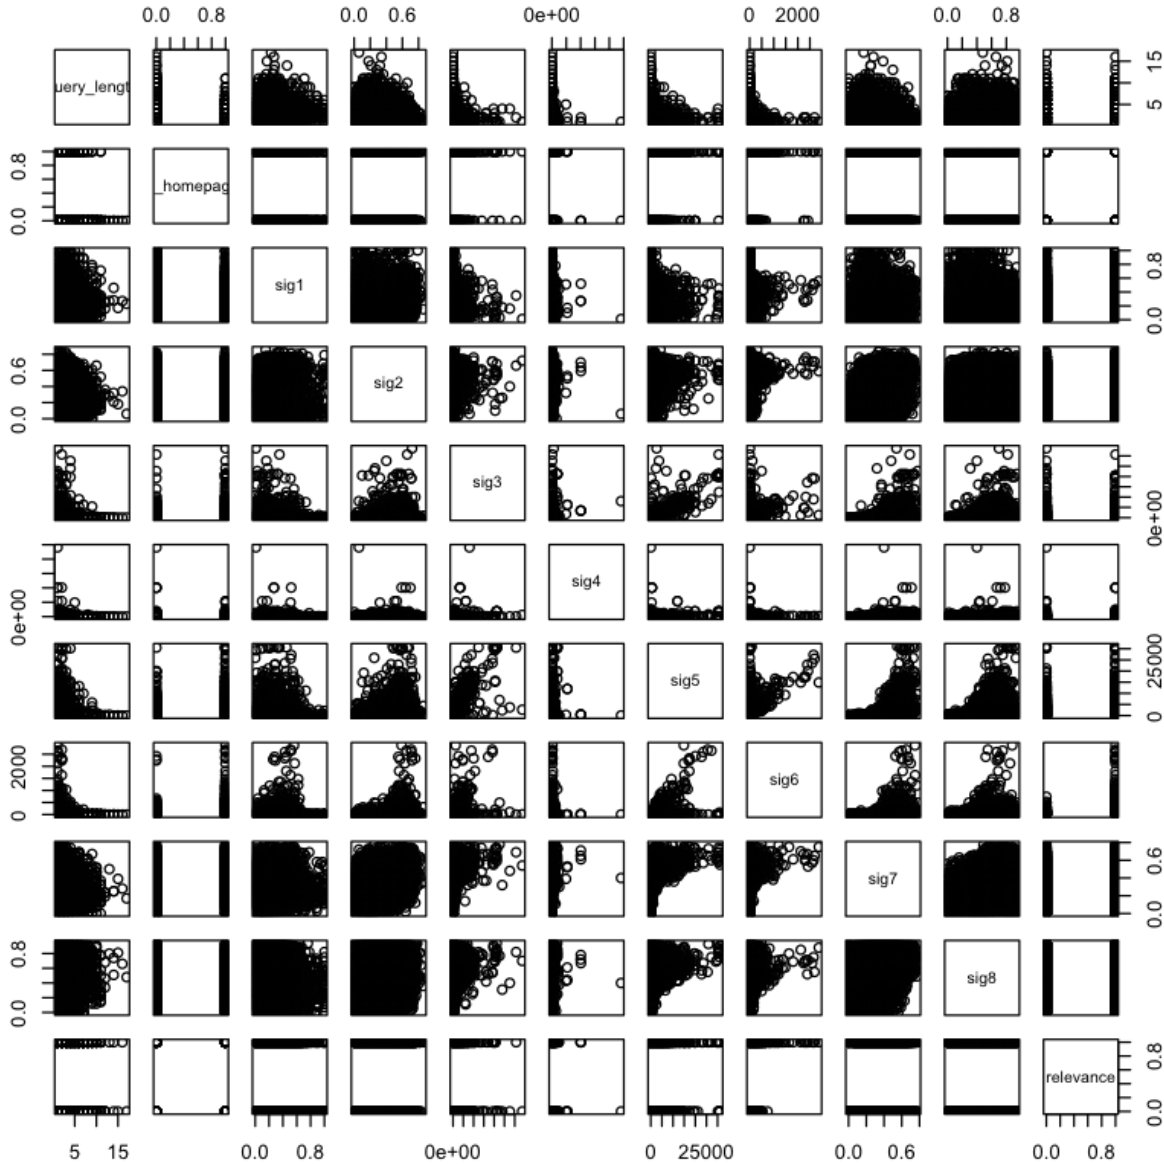 0.0 0.8 0.0 0.6 0e+00 0 2000 0.0 0.8
uery_lengt 5 15
0.0 0.8 _homepag
sig1 0.0 0.8
0.0 0.6 sig2
sig3 0e+00
0e+00 sig4
sig5 0 25000
0 2000 sig6
sig7 0.0 0.6
0.0 0.8 sig8
relevance 0.0 0.8
5 15 0.0 0.8 0e+00 0 25000 0.0 0.6 0.0 0.8